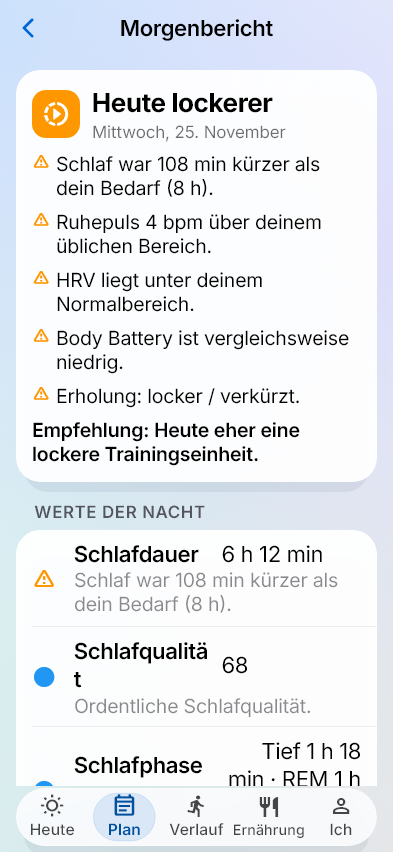 Morgenbericht
Heute lockerer
Mittwoch, 25. November
Schlaf war 108 min kürzer als
dein Bedarf (8 h).
Ruhepuls 4 bpm über deinem
üblichen Bereich.
HRV liegt unter deinem
Normalbereich.
Body Battery ist vergleichsweise
niedrig.
Erholung: locker / verkürzt.
Empfehlung: Heute eher eine
lockere Trainingseinheit.
WERTE DER NACHT
Schlafdauer 6 h 12 min
Schlaf war 108 min kürzer als
dein Bedarf (8 h).
Schlafqualitä
t
68
Ordentliche Schlafqualität.
Schlafphase
Tief 1 h 18
min · REM 1 h
Heute Plan Verlauf Ernährung Ich